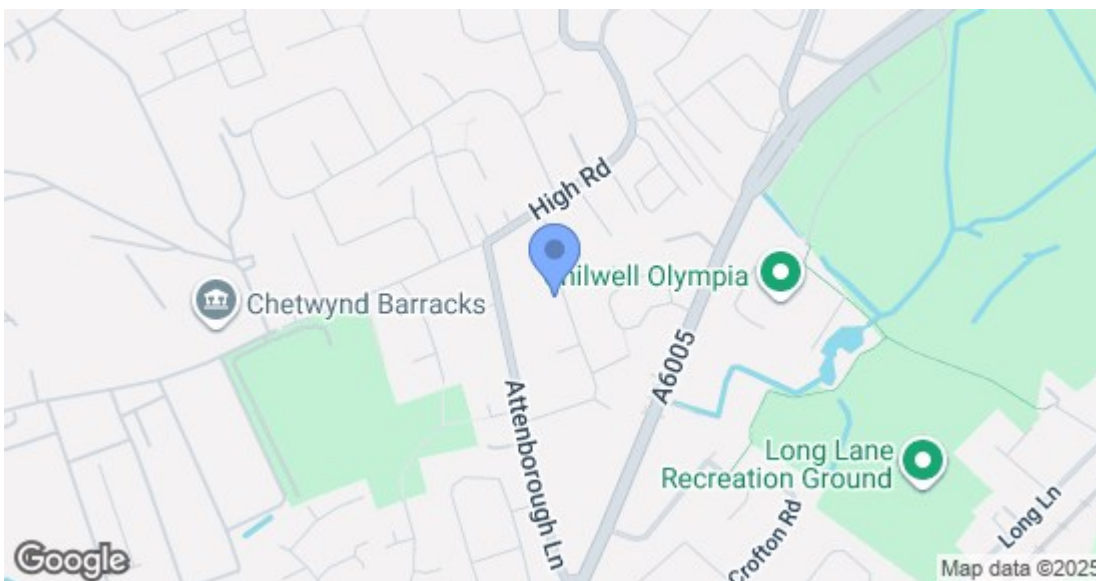 High Rd
hilwell Olympia
Chetwynd Barracks
A6005
Attenborough Ln
Long Lane
Recreation Ground
Long Ln
Crofton Rd
Google
Map data ©2025